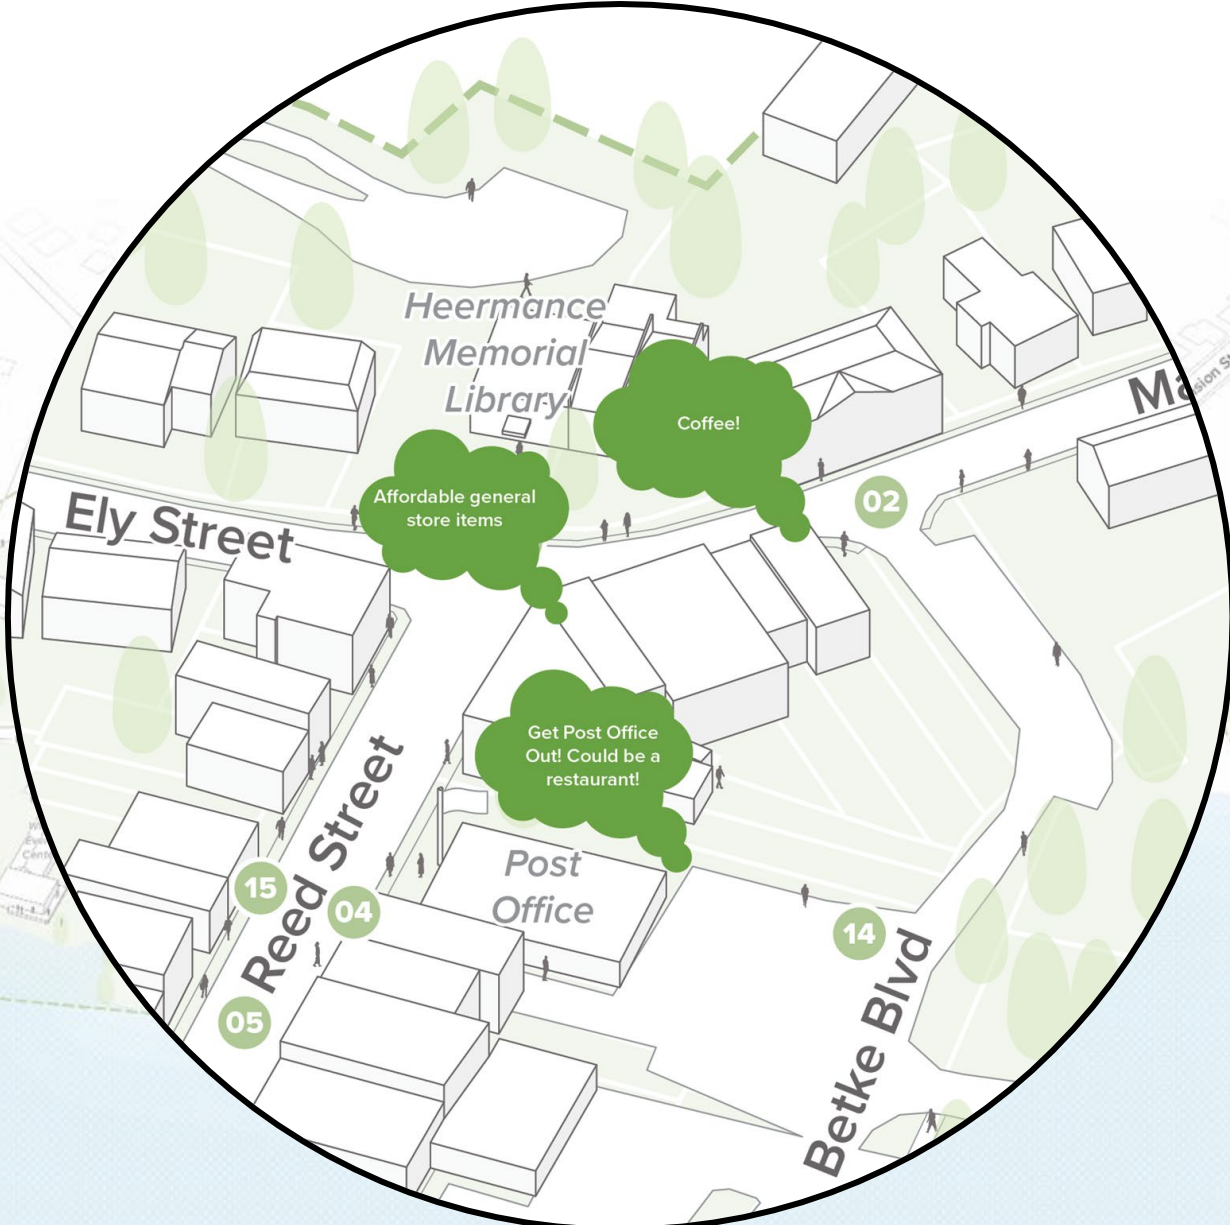 Heermance
Memorial
Library
Coffee!
Affordable general
store items
02
Ely Street
Get Post Office
Out! Could be a
restaurant!
Post
Office
Reed Street
15
04
14
05
Betke Blvd